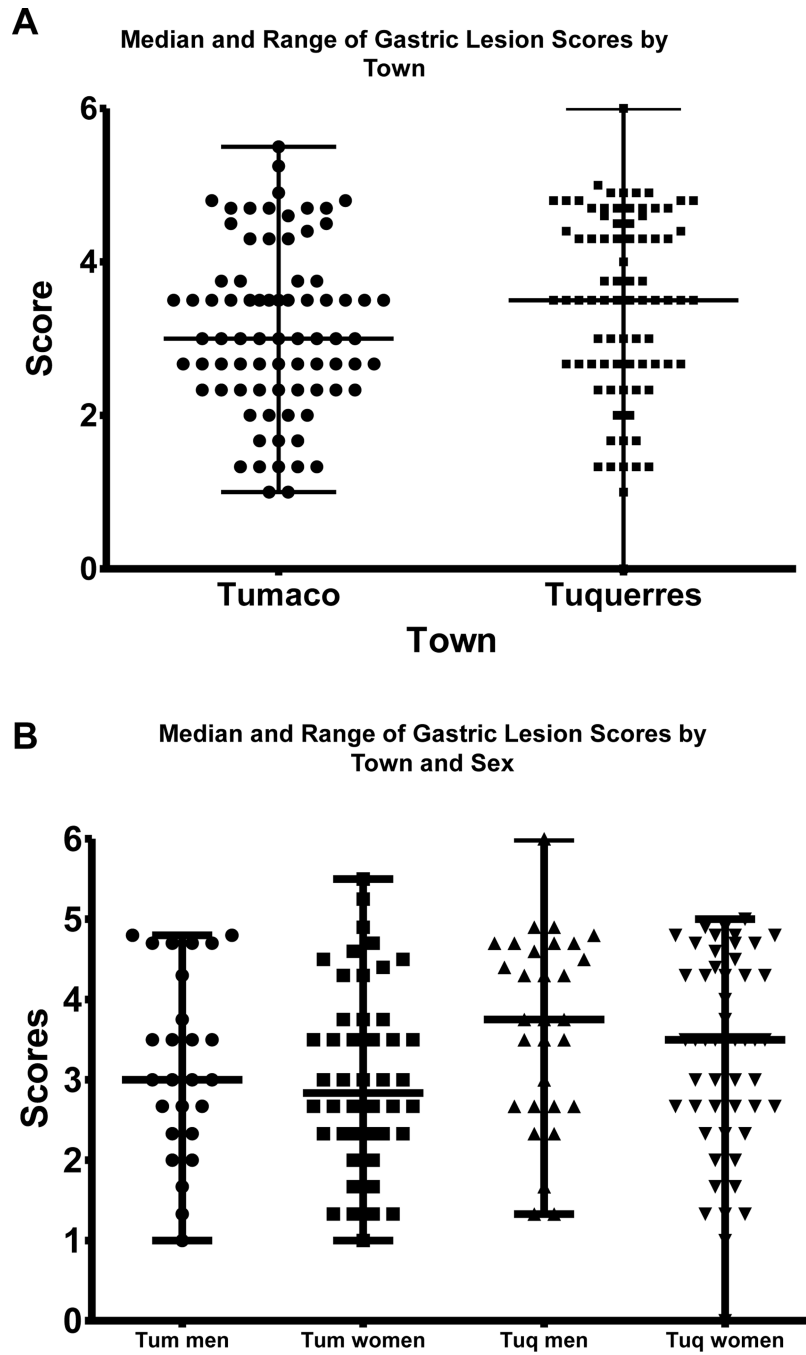 A
Median and Range of Gastric Lesion Scores by
Town
6
4
2
0
Score
Tumaco
Tuquerres
Town
B
Median and Range of Gastric Lesion Scores by
Town and Sex
6
5
4
3
2
1
0
Scores
Tum men
Tum women
Tuq men
Tuq women